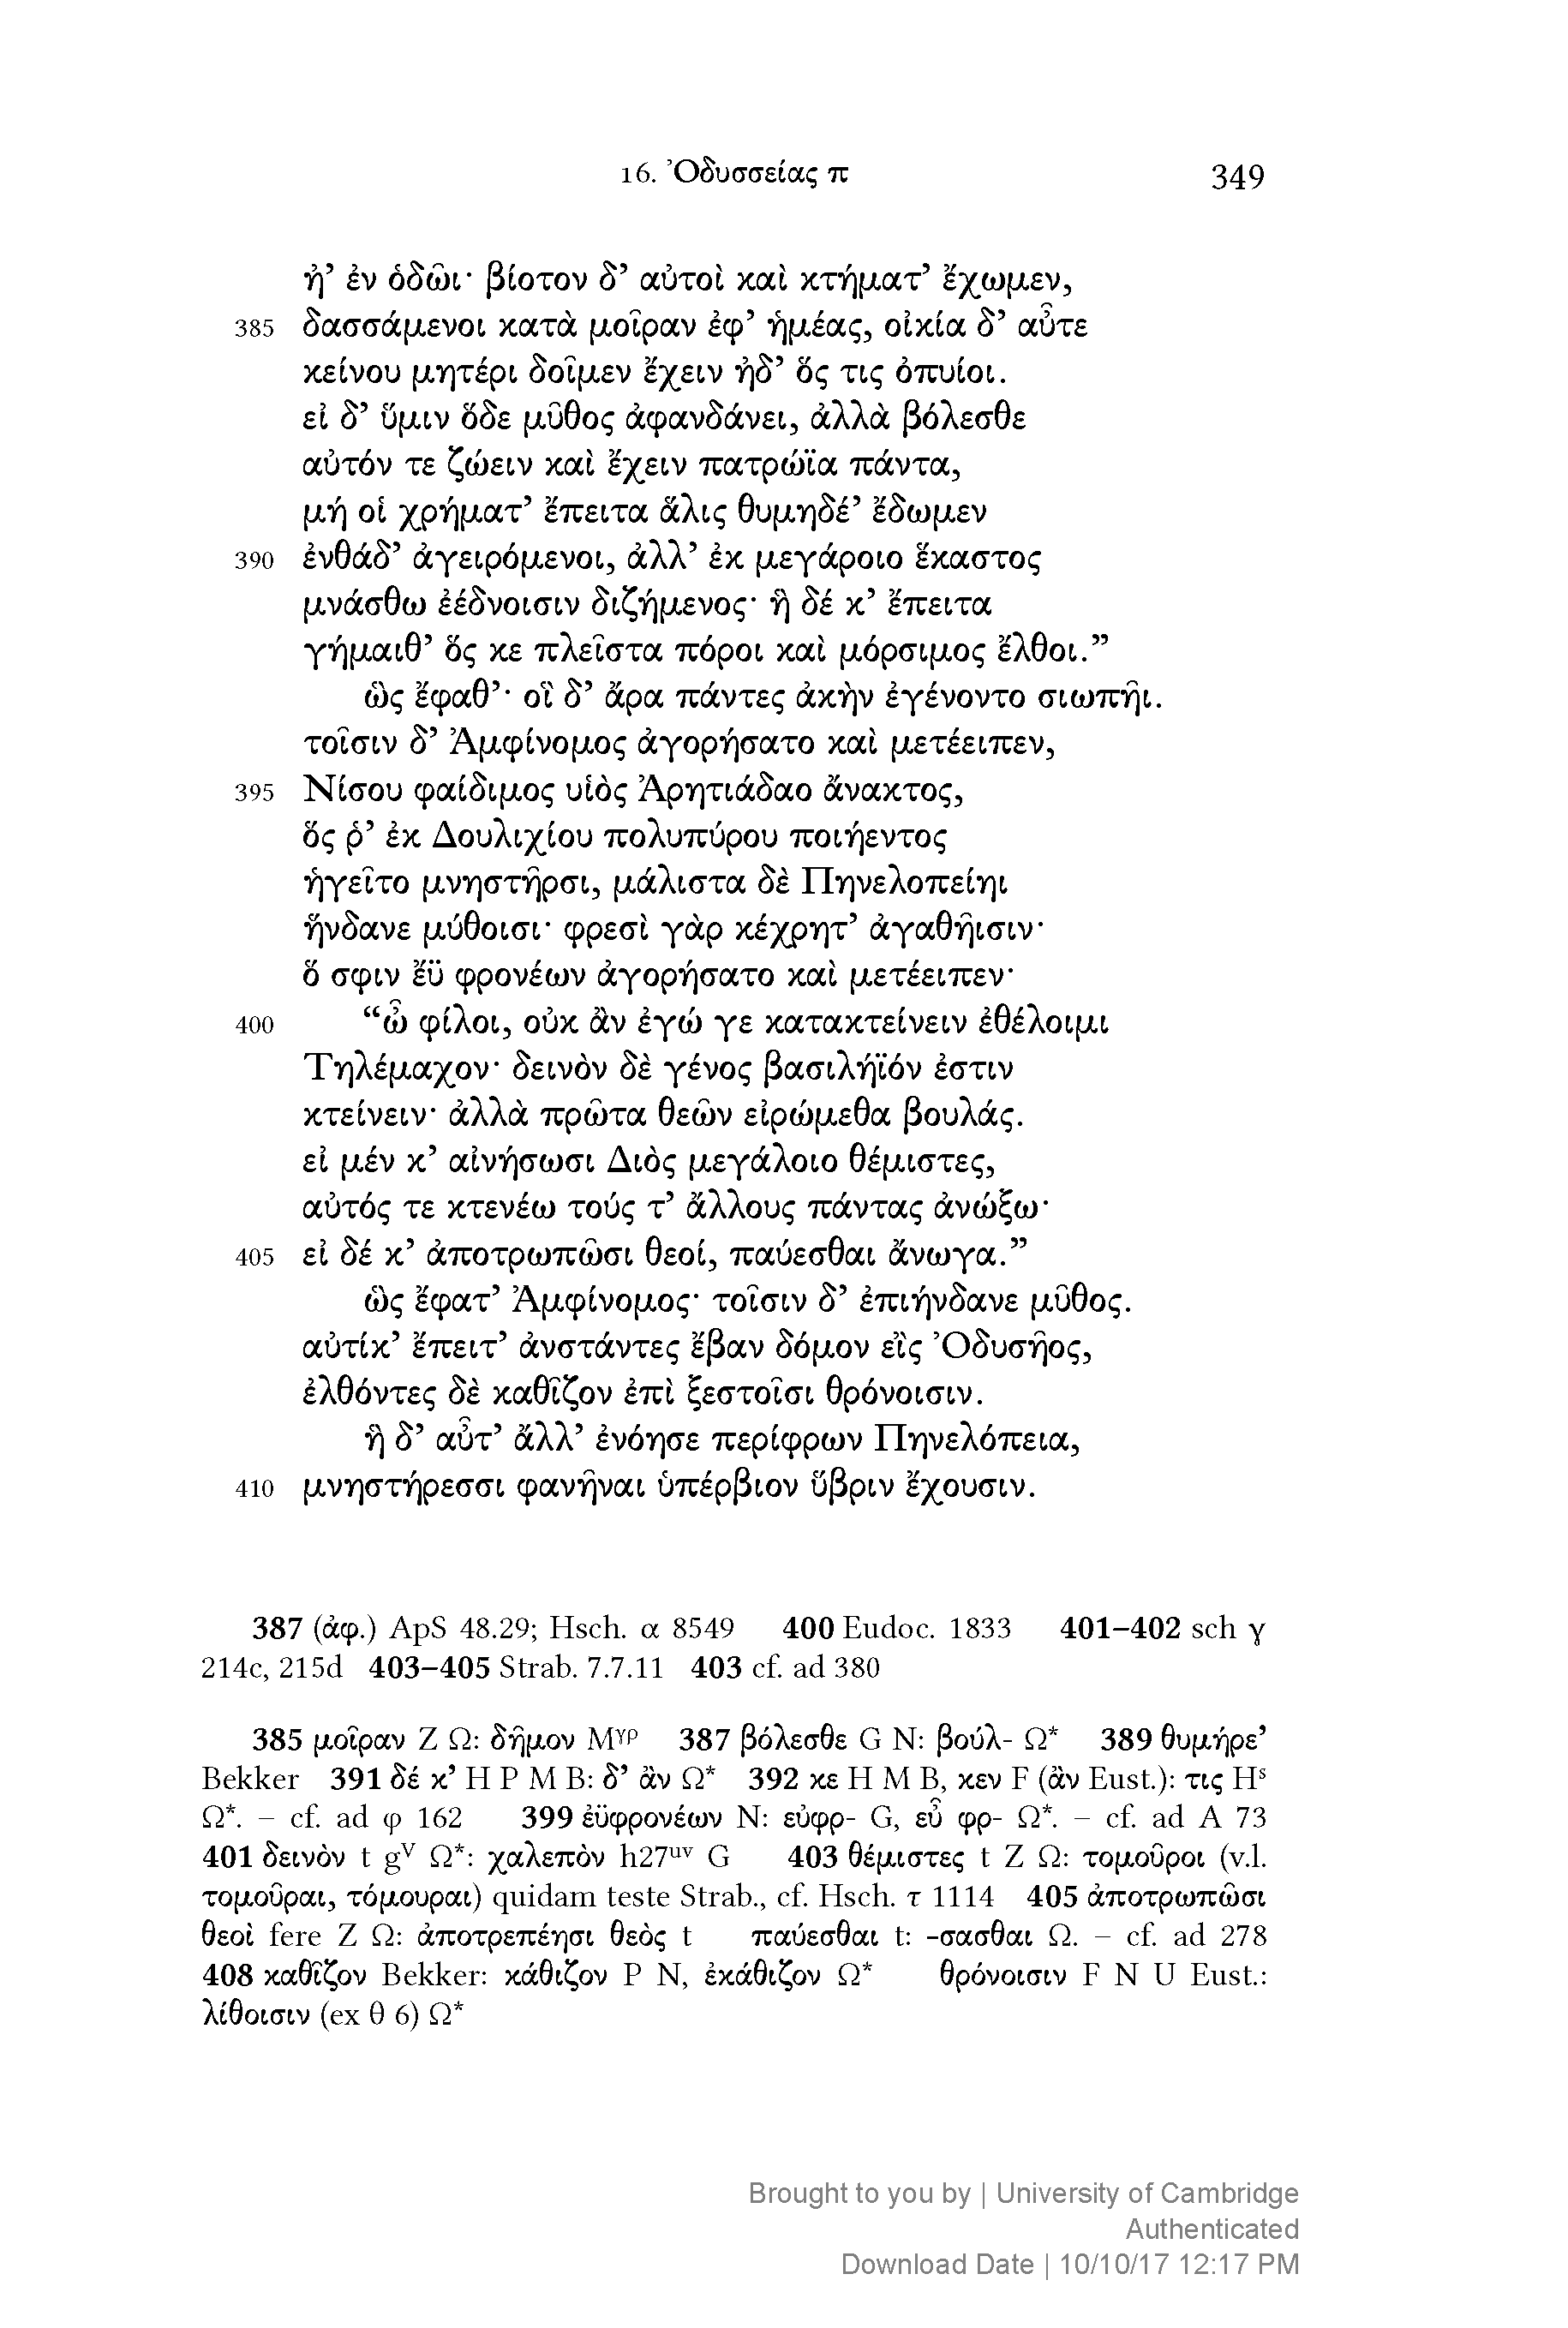 16. Ὀδυσσείας π 349
ἠ’ ἐν ὁδῶι· βίοτον δ’ αὐτοὶ καὶ κτήματ’ ἔχωμεν,
385 δασσάμενοι κατὰ μοῖραν ἐφ’ ἡμέας, οἰκία δ’ αὖτε
κείνου μητέρι δοῖμεν ἔχειν ἠδ’ ὅς τις ὀπυίοι.
εἰ δ’ ὕμιν ὅδε μῦθος ἀφανδάνει, ἀλλὰ βόλεσθε
αὐτόν τε ζώειν καὶ ἔχειν πατρώϊα πάντα,
μή οἱ χρήματ’ ἔπειτα ἅλις θυμηδέ’ ἔδωμεν
390 ἐνθάδ’ ἀγειρόμενοι, ἀλλ’ ἐκ μεγάροιο ἕκαστος
μνάσθω ἐέδνοισιν διζήμενος· ἣ δέ κ’ ἔπειτα
γήμαιθ’ ὅς κε πλεῖστα πόροι καὶ μόρσιμος ἔλθοι.”
ὣς ἔφαθ’· οἳ δ’ ἄρα πάντες ἀκὴν ἐγένοντο σιωπῆι.
τοῖσιν δ’ Ἀμφίνομος ἀγορήσατο καὶ μετέειπεν,
395 Νίσου φαίδιμος υἱὸς Ἀρητιάδαο ἄνακτος,
ὅς ῥ’ ἐκ Δουλιχίου πολυπύρου ποιήεντος
ἡγεῖτο μνηστῆρσι, μάλιστα δὲ Πηνελοπείηι
ἥνδανε μύθοισι· φρεσὶ γὰρ κέχρητ’ ἀγαθῆισιν·
ὅ σφιν ἔϋ φρονέων ἀγορήσατο καὶ μετέειπεν·
400 “ὦ φίλοι, οὐκ ἂν ἐγώ γε κατακτείνειν ἐθέλοιμι
Τηλέμαχον· δεινὸν δὲ γένος βασιλήϊόν ἐστιν
κτείνειν· ἀλλὰ πρῶτα θεῶν εἰρώμεθα βουλάς.
εἰ μέν κ’ αἰνήσωσι Διὸς μεγάλοιο θέμιστες,
αὐτός τε κτενέω τούς τ’ ἄλλους πάντας ἀνώξω·
405 εἰ δέ κ’ ἀποτρωπῶσι θεοί, παύεσθαι ἄνωγα.”
ὣς ἔφατ’ Ἀμφίνομος· τοῖσιν δ’ ἐπιήνδανε μῦθος.
αὐτίκ’ ἔπειτ’ ἀνστάντες ἔβαν δόμον εἲς Ὀδυσῆος,
ἐλθόντες δὲ καθῖζον ἐπὶ ξεστοῖσι θρόνοισιν.
ἣ δ’ αὖτ’ ἄλλ’ ἐνόησε περίφρων Πηνελόπεια,
410 μνηστήρεσσι φανῆναι ὑπέρβιον ὕβριν ἔχουσιν.
387 (ἀφ.) ApS 48.29; Hsch. α 8549 400 Eudoc. 1833 401–402 sch γ
214c, 215d 403–405 Strab. 7.7.11 403 cf. ad 380
385 μοῖραν Z Ω: δῆμον Mᵞᵖ 387 βόλεσθε G N: βούλ- Ω* 389 θυμήρε’
Bekker 391 δέ κ’ H P M B: δ’ ἂν Ω* 392 κε H M B, κεν F (ἂν Eust.): τις Hˢ
Ω*. – cf. ad φ 162 399 ἐϋφρονέων N: εὐφρ- G, εὖ φρ- Ω*. – cf. ad A 73
401 δεινὸν t gⱽ Ω*: χαλεπὸν h27ᵘᵛ G 403 θέμιστες t Z Ω: τομοῦροι (v.l.
τομοῦραι, τόμουραι) quidam teste Strab., cf. Hsch. τ 1114 405 ἀποτρωπῶσι
θεοὶ fere Z Ω: ἀποτρεπέησι θεὸς t παύεσθαι t: -σασθαι Ω. – cf. ad 278
408 καθῖζον Bekker: κάθιζον P N, ἐκάθιζον Ω* θρόνοισιν F N U Eust.:
λίθοισιν (ex θ 6) Ω*
Brought to you by | University of Cambridge
Authenticated
Download Date | 10/10/17 12:17 PM